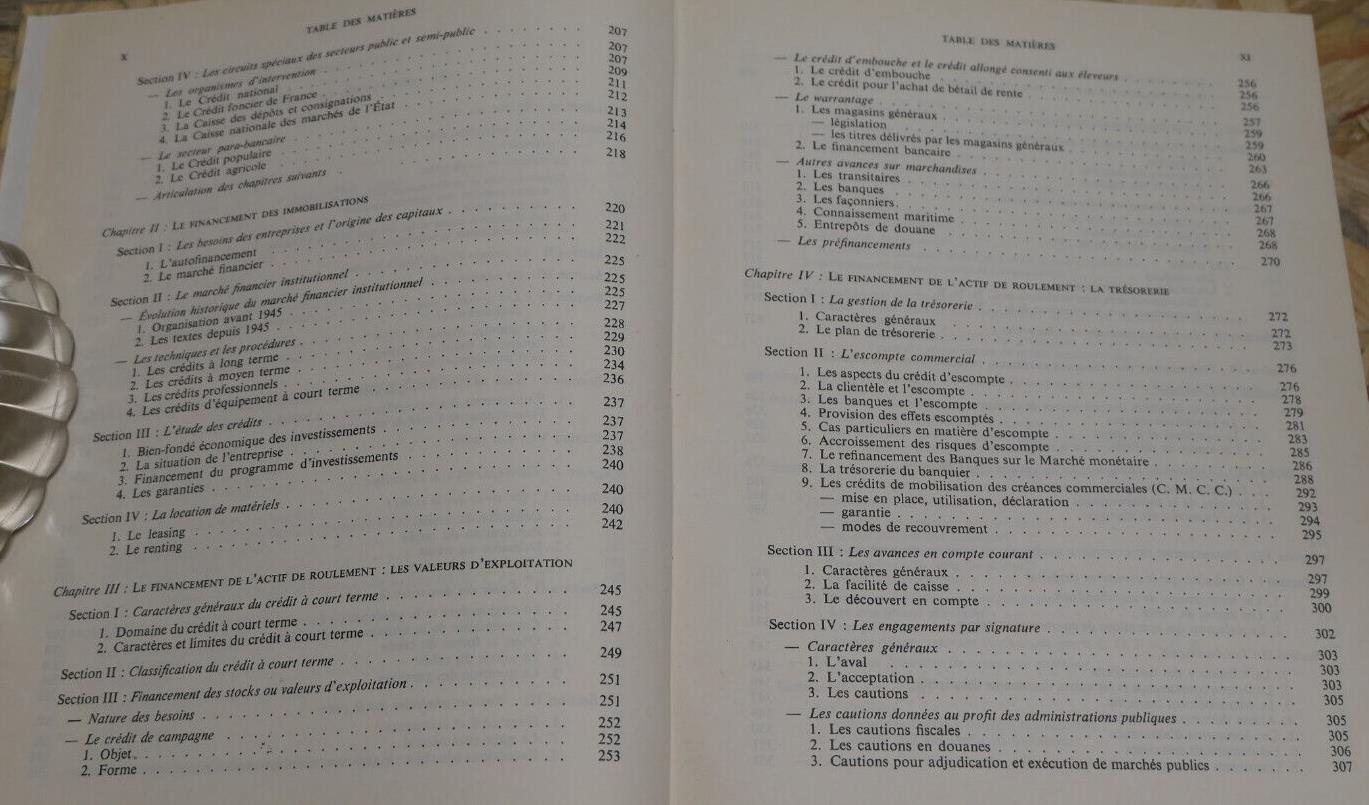 X
TABLE DES MATIÈRES
Section IV : Les circuits spéciaux des secteurs public et semi-public . . . . . . . 207
— Les organismes d'intervention . . . . . . . 207
1. Le Crédit national . . . . . . . 207
2. Le Crédit foncier de France . . . . . . . 209
3. La Caisse des dépôts et consignations . . . . . . . 211
4. La Caisse nationale des marchés de l'État . . . . . . . 212
— Le secteur para-bancaire . . . . . . . 213
1. Le Crédit populaire . . . . . . . 214
2. Le Crédit agricole . . . . . . . 216
— Articulation des chapitres suivants . . . . . . . 218
Chapitre II : LE FINANCEMENT DES IMMOBILISATIONS
Section I : Les besoins des entreprises et l'origine des capitaux . . . . . . . 220
1. L'autofinancement . . . . . . . 221
2. Le marché financier . . . . . . . 222
Section II : Le marché financier institutionnel . . . . . . . 225
— Évolution historique du marché financier institutionnel . . . . . . . 225
1. Organisation avant 1945 . . . . . . . 225
2. Les textes depuis 1945 . . . . . . . 227
— Les techniques et les procédures . . . . . . . 228
1. Les crédits à long terme . . . . . . . 229
2. Les crédits à moyen terme . . . . . . . 230
3. Les crédits professionnels . . . . . . . 234
4. Les crédits d'équipement à court terme . . . . . . . 236
Section III : L'étude des crédits . . . . . . . 237
1. Bien-fondé économique des investissements . . . . . . . 237
2. La situation de l'entreprise . . . . . . . 237
3. Financement du programme d'investissements . . . . . . . 238
4. Les garanties . . . . . . . 240
Section IV : La location de matériels . . . . . . . 240
1. Le leasing . . . . . . . 240
2. Le renting . . . . . . . 242
Chapitre III : LE FINANCEMENT DE L'ACTIF DE ROULEMENT : LES VALEURS D'EXPLOITATION
Section I : Caractères généraux du crédit à court terme . . . . . . . 245
1. Domaine du crédit à court terme . . . . . . . 245
2. Caractères et limites du crédit à court terme . . . . . . . 247
Section II : Classification du crédit à court terme . . . . . . . 249
Section III : Financement des stocks ou valeurs d'exploitation . . . . . . . 251
— Nature des besoins . . . . . . . 251
— Le crédit de campagne . . . . . . . 252
1. Objet . . . . . . . 252
2. Forme . . . . . . . 253
TABLE DES MATIÈRES
XI
— Le crédit d'embouche et le crédit allongé consenti aux éleveurs . . . . . . . 256
1. Le crédit d'embouche . . . . . . . 256
2. Le crédit pour l'achat de bétail de rente . . . . . . . 256
— Le warrantage . . . . . . . 257
1. Les magasins généraux . . . . . . . 259
— législation . . . . . . . 259
— les titres délivrés par les magasins généraux . . . . . . . 260
2. Le financement bancaire . . . . . . . 263
— Autres avances sur marchandises . . . . . . . 266
1. Les transitaires . . . . . . . 266
2. Les banques . . . . . . . 267
3. Les façonniers . . . . . . . 267
4. Connaissement maritime . . . . . . . 268
5. Entrepôts de douane . . . . . . . 268
— Les préfinancements . . . . . . . 270
Chapitre IV : LE FINANCEMENT DE L'ACTIF DE ROULEMENT : LA TRÉSORERIE
Section I : La gestion de la trésorerie . . . . . . . 272
1. Caractères généraux . . . . . . . 272
2. Le plan de trésorerie . . . . . . . 273
Section II : L'escompte commercial . . . . . . . 276
1. Les aspects du crédit d'escompte . . . . . . . 276
2. La clientèle et l'escompte . . . . . . . 278
3. Les banques et l'escompte . . . . . . . 279
4. Provision des effets escomptés . . . . . . . 281
5. Cas particuliers en matière d'escompte . . . . . . . 283
6. Accroissement des risques d'escompte . . . . . . . 285
7. Le refinancement des Banques sur le Marché monétaire . . . . . . . 286
8. La trésorerie du banquier . . . . . . . 288
9. Les crédits de mobilisation des créances commerciales (C. M. C. C.) . . . 292
— mise en place, utilisation, déclaration . . . . . . . 293
— garantie . . . . . . . 294
— modes de recouvrement . . . . . . . 295
Section III : Les avances en compte courant . . . . . . . 297
1. Caractères généraux . . . . . . . 297
2. La facilité de caisse . . . . . . . 299
3. Le découvert en compte . . . . . . . 300
Section IV : Les engagements par signature . . . . . . . 302
— Caractères généraux . . . . . . . 303
1. L'aval . . . . . . . 303
2. L'acceptation . . . . . . . 303
3. Les cautions . . . . . . . 305
— Les cautions données au profit des administrations publiques . . . . . . . 305
1. Les cautions fiscales . . . . . . . 305
2. Les cautions en douanes . . . . . . . 306
3. Cautions pour adjudication et exécution de marchés publics . . . . . . . 307